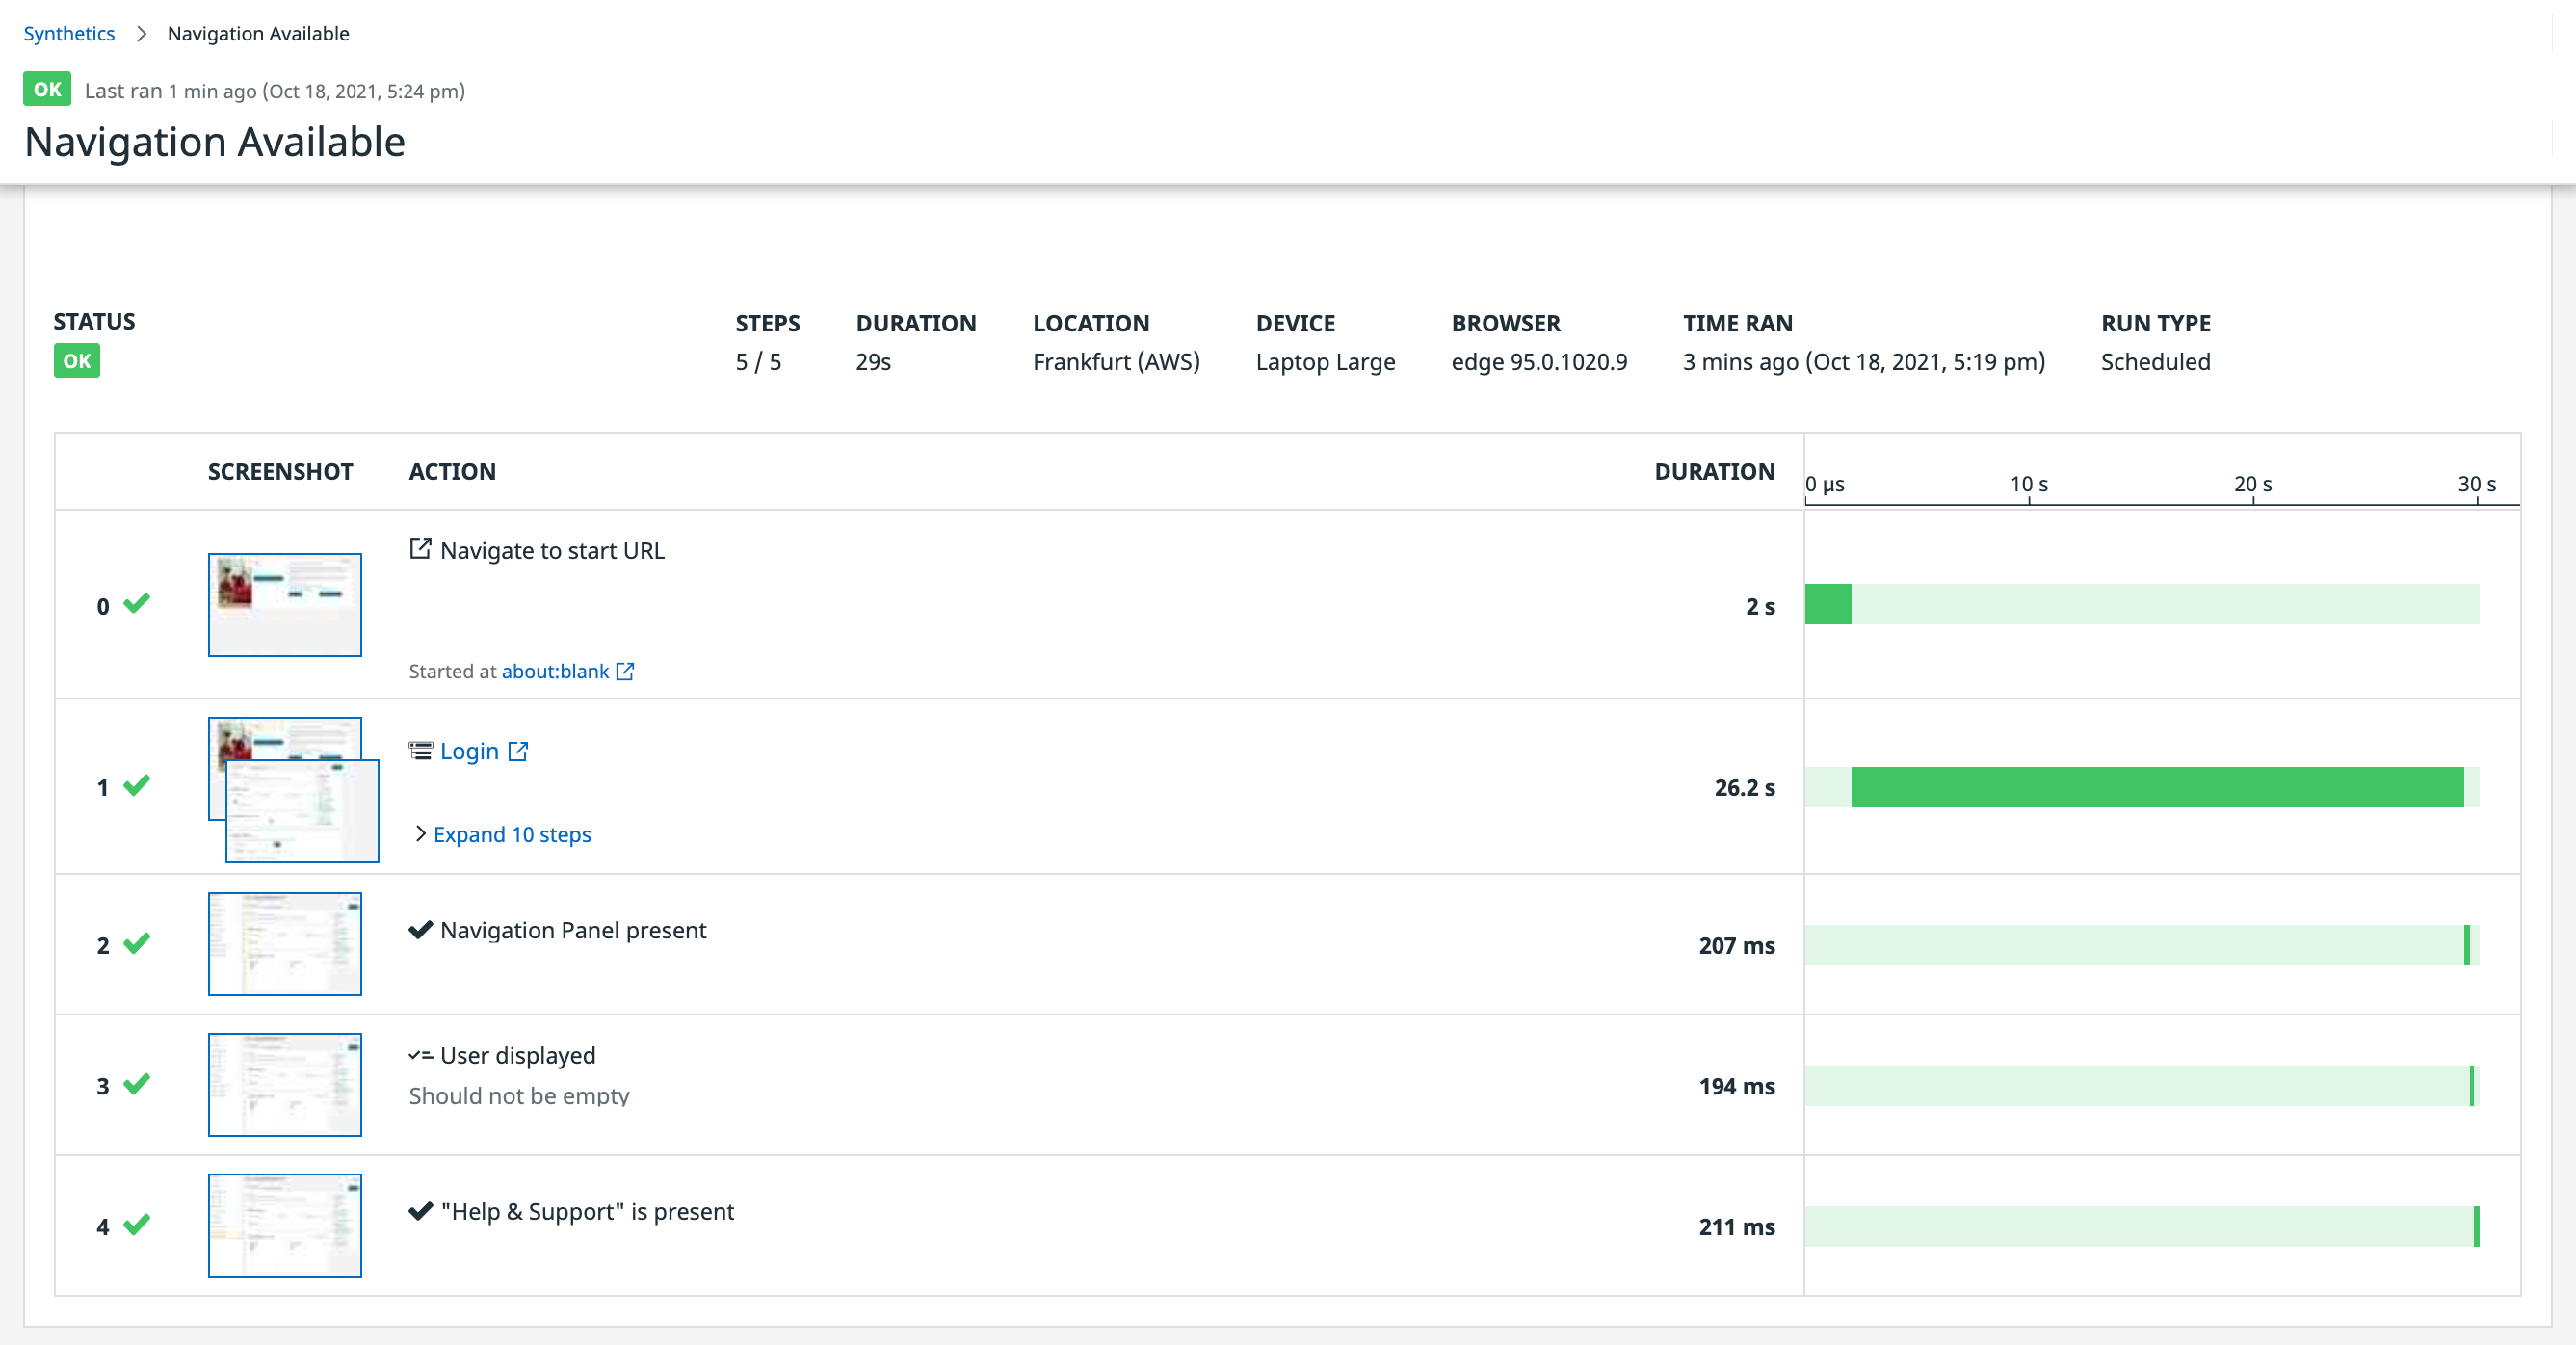 Synthetics > Navigation Available
OK Last ran 1 min ago (Oct 18, 2021, 5:24 pm)
Navigation Available
STATUS STEPS DURATION LOCATION DEVICE BROWSER TIME RAN RUN TYPE
OK 5 / 5 29s Frankfurt (AWS) Laptop Large edge 95.0.1020.9 3 mins ago (Oct 18, 2021, 5:19 pm) Scheduled
SCREENSHOT ACTION DURATION 0 µs 10 s 20 s 30 s
Navigate to start URL
0 2 s
Started at about:blank
Login
1 26.2 s
Expand 10 steps
Navigation Panel present
2 207 ms
User displayed
3 194 ms
Should not be empty
"Help & Support" is present
4 211 ms